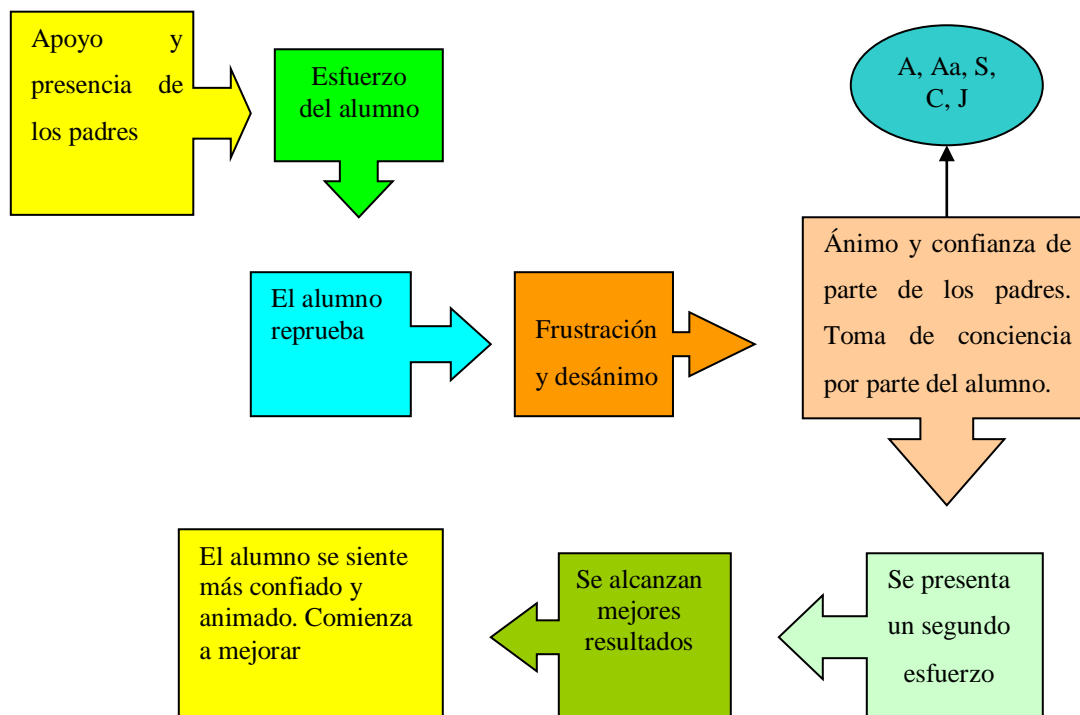 Apoyo y
presencia de
los padres
Esfuerzo
del alumno
A, Aa, S,
C, J
El alumno
reprueba
Frustración
y desánimo
Ánimo y confianza de
parte de los padres.
Toma de conciencia
por parte del alumno.
El alumno se siente
más confiado y
animado. Comienza
a mejorar
Se alcanzan
mejores
resultados
Se presenta
un segundo
esfuerzo